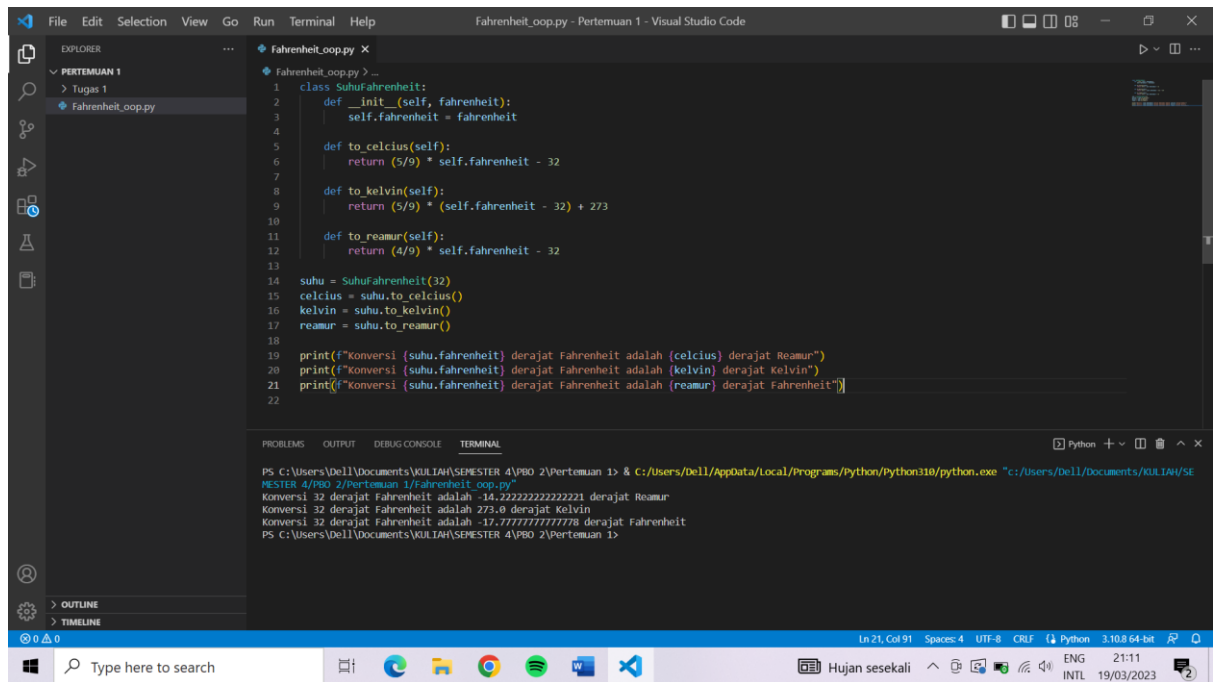 File Edit Selection View Go Run Terminal Help Fahrenheit_oop.py - Pertemuan 1 - Visual Studio Code
EXPLORER
PERTEMUAN 1
Tugas 1
Fahrenheit_oop.py
OUTLINE
TIMELINE
Fahrenheit_oop.py
Fahrenheit_oop.py > ...
1 class SuhuFahrenheit:
2 def __init__(self, fahrenheit):
3 self.fahrenheit = fahrenheit
4
5 def to_celcius(self):
6 return (5/9) * self.fahrenheit - 32
7
8 def to_kelvin(self):
9 return (5/9) * (self.fahrenheit - 32) + 273
10
11 def to_reamur(self):
12 return (4/9) * self.fahrenheit - 32
13
14 suhu = SuhuFahrenheit(32)
15 celcius = suhu.to_celcius()
16 kelvin = suhu.to_kelvin()
17 reamur = suhu.to_reamur()
18
19 print(f"Konversi {suhu.fahrenheit} derajat Fahrenheit adalah {celcius} derajat Reamur")
20 print(f"Konversi {suhu.fahrenheit} derajat Fahrenheit adalah {kelvin} derajat Kelvin")
21 print(f"Konversi {suhu.fahrenheit} derajat Fahrenheit adalah {reamur} derajat Fahrenheit")
22
PROBLEMS OUTPUT DEBUG CONSOLE TERMINAL Python
PS C:\Users\Dell\Documents\KULIAH\SEMESTER 4\PBO 2\Pertemuan 1> & C:/Users/Dell/AppData/Local/Programs/Python/Python310/python.exe "c:/Users/Dell/Documents/KULIAH/SE
MESTER 4/PBO 2/Pertemuan 1/Fahrenheit_oop.py"
Konversi 32 derajat Fahrenheit adalah -14.222222222222221 derajat Reamur
Konversi 32 derajat Fahrenheit adalah 273.0 derajat Kelvin
Konversi 32 derajat Fahrenheit adalah -17.77777777777778 derajat Fahrenheit
PS C:\Users\Dell\Documents\KULIAH\SEMESTER 4\PBO 2\Pertemuan 1>
0 0 Ln 21, Col 91 Spaces: 4 UTF-8 CRLF Python 3.10.8 64-bit
Type here to search Hujan sesekali ENG 21:11
INTL 19/03/2023 2